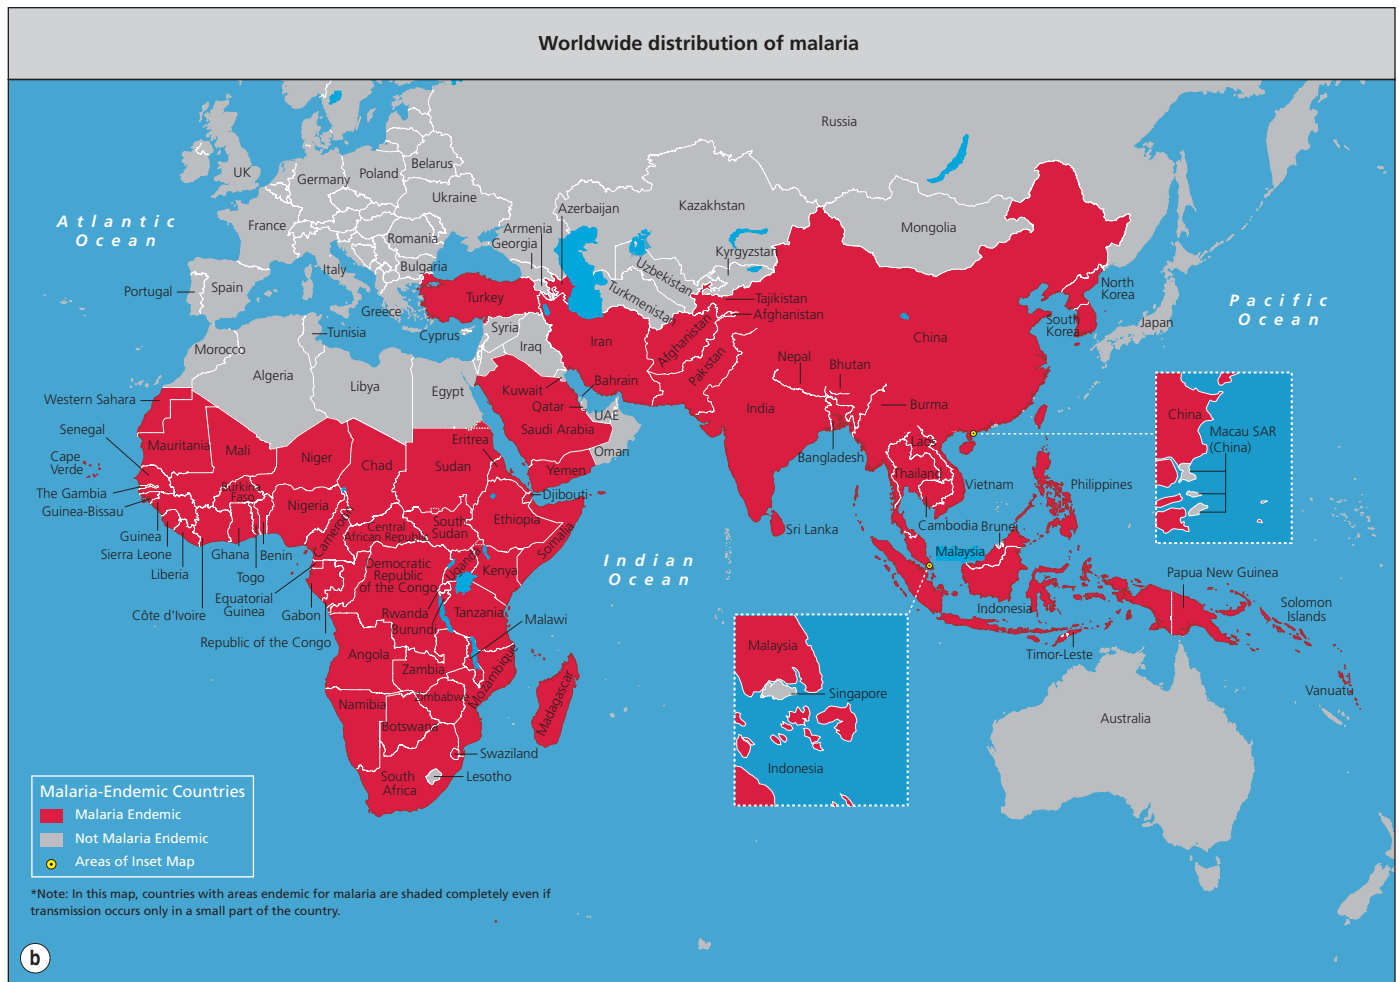 Worldwide distribution of malaria
Russia
UK
Germany
Poland
Belarus
Ukraine
France
Kazakhstan
Azerbaijan
Armenia
Georgia
Mongolia
Atlantic
Ocean
Romania
Bulgaria
Italy
Kyrgyzstan
Uzbekistan
Turkmenistan
Portugal
Spain
Greece
Turkey
Tajikistan
Afghanistan
Afghanistan
North
Korea
South
Korea
Japan
Pacific
Ocean
Cyprus
Syria
Iraq
Iran
China
Tunisia
Morocco
Algeria
Libya
Egypt
Pakistan
Nepal
Bhutan
Kuwait
Bahrain
Qatar
UAE
Saudi Arabia
Oman
India
Burma
Western Sahara
Senegal
Cape
Verde
The Gambia
Guinea-Bissau
Mauritania
Mali
Niger
Chad
Sudan
Eritrea
Yemen
Djibouti
Bangladesh
Laos
Thailand
Vietnam
Philippines
China
Macau SAR
(China)
Burkina
Faso
Nigeria
Cameroon
Central
African Republic
South
Sudan
Ethiopia
Somalia
Sri Lanka
Cambodia
Brunei
Guinea
Sierra Leone
Liberia
Ghana
Benin
Togo
Equatorial
Guinea
Côte d'Ivoire
Gabon
Republic of the Congo
Democratic
Republic
of the Congo
Uganda
Kenya
Rwanda
Burundi
Tanzania
Indian
Ocean
Malaysia
Indonesia
Papua New Guinea
Solomon
Islands
Timor-Leste
Vanuatu
Malawi
Angola
Zambia
Mozambique
Zimbabwe
Namibia
Botswana
Madagascar
Swaziland
Lesotho
South
Africa
Malaysia
Singapore
Indonesia
Australia
Malaria-Endemic Countries
Malaria Endemic
Not Malaria Endemic
Areas of Inset Map
*Note: In this map, countries with areas endemic for malaria are shaded completely even if
transmission occurs only in a small part of the country.
b